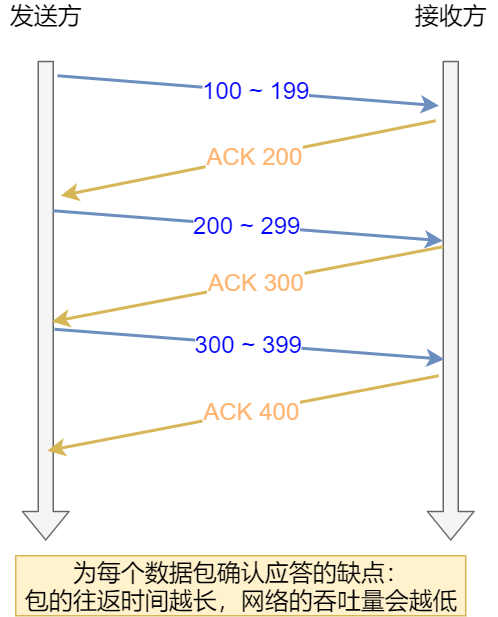 发送方
接收方
100 ~ 199
ACK 200
200 ~ 299
ACK 300
300 ~ 399
ACK 400
为每个数据包确认应答的缺点：
包的往返时间越长，网络的吞吐量会越低